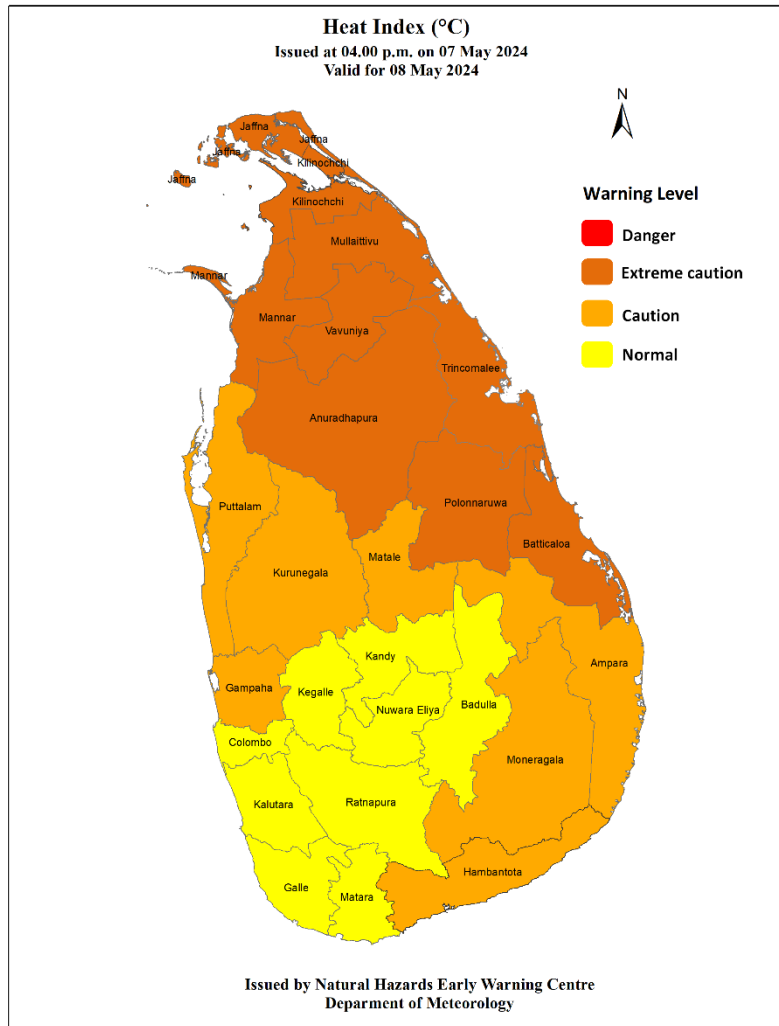 Heat Index (°C)
Issued at 04.00 p.m. on 07 May 2024
Valid for 08 May 2024
N
Warning Level
Danger
Extreme caution
Caution
Normal
Jaffna
Jaffna
Jaffna
Kilinochchi
Jaffna
Kilinochchi
Mullaittivu
Mannar
Mannar
Vavuniya
Trincomalee
Anuradhapura
Polonnaruwa
Puttalam
Batticaloa
Matale
Kurunegala
Kandy
Ampara
Gampaha
Kegalle
Nuwara Eliya
Badulla
Colombo
Moneragala
Kalutara
Ratnapura
Hambantota
Galle
Matara
Issued by Natural Hazards Early Warning Centre
Deparment of Meteorology